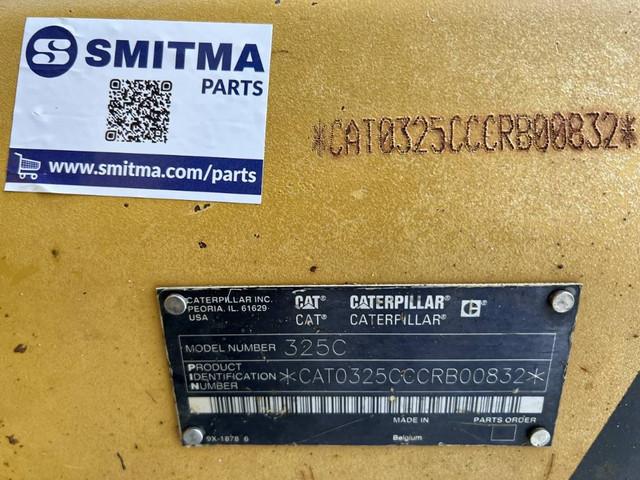 SMITMA
PARTS
www.smitma.com/parts
*CAT0325CCCRB00832*
CATERPILLAR INC.
PEORIA, IL. 61629
USA
CAT® CATERPILLAR® C®
CAT® CATERPILLAR®
MODEL NUMBER 325C
PRODUCT
IDENTIFICATION
NUMBER
*CAT0325CCCRB00832*
MADE IN
Belgium
PARTS ORDER
9X-1878 6